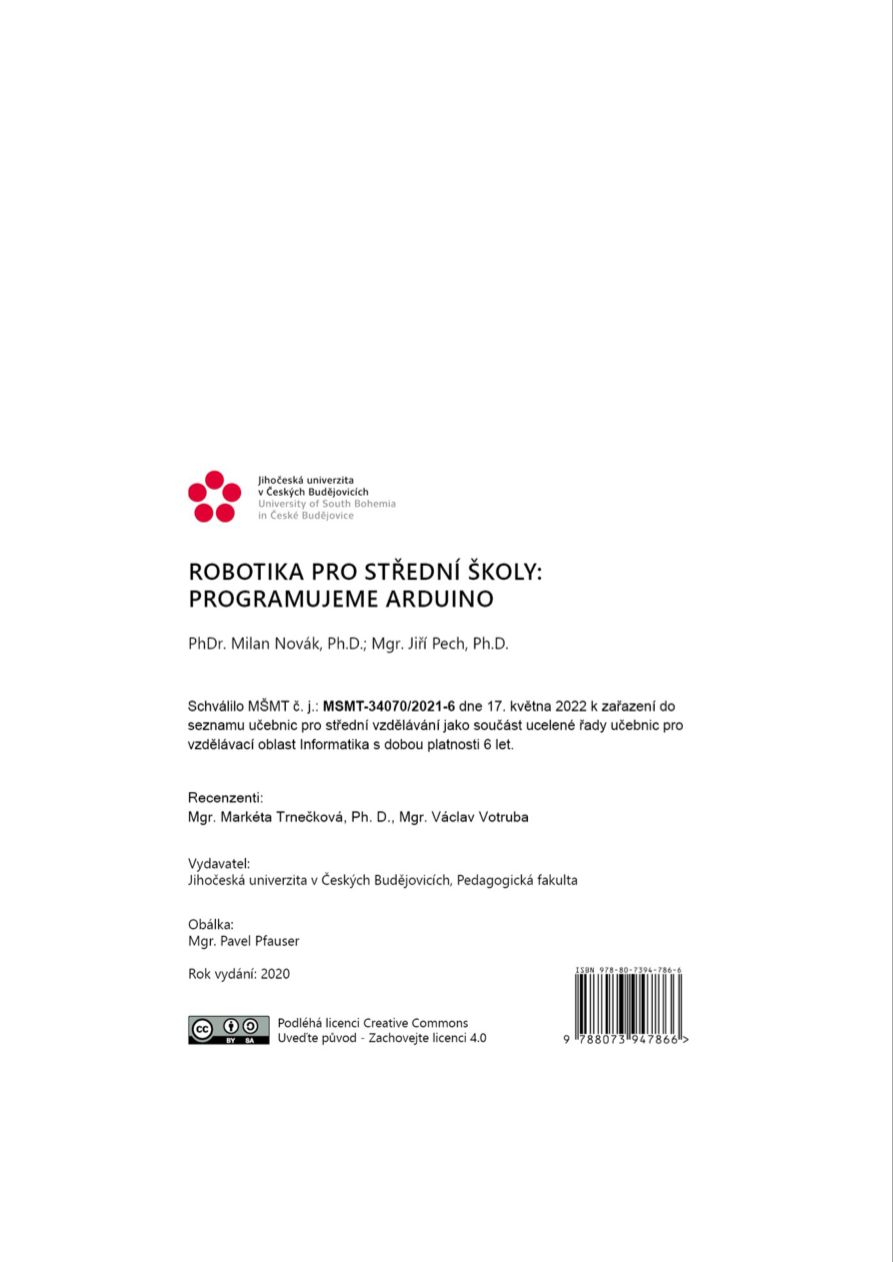 Jihočeská univerzita
v Českých Budějovicích
University of South Bohemia
in České Budějovice
ROBOTIKA PRO STŘEDNÍ ŠKOLY:
PROGRAMUJEME ARDUINO
PhDr. Milan Novák, Ph.D.; Mgr. Jiří Pech, Ph.D.
Schválilo MŠMT č. j.: MSMT-34070/2021-6 dne 17. května 2022 k zařazení do
seznamu učebnic pro střední vzdělávání jako součást ucelené řady učebnic pro
vzdělávací oblast Informatika s dobou platnosti 6 let.
Recenzenti:
Mgr. Markéta Trnečková, Ph. D., Mgr. Václav Votruba
Vydavatel:
Jihočeská univerzita v Českých Budějovicích, Pedagogická fakulta
Obálka:
Mgr. Pavel Pfauser
Rok vydání: 2020
ISBN 978-80-7394-786-6
9 788073 947866 >
cc BY SA
Podléhá licenci Creative Commons
Uveďte původ - Zachovejte licenci 4.0